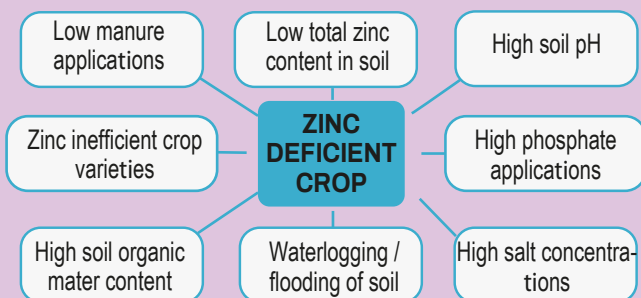 Low manure
applications
Low total zinc
content in soil
High soil pH
Zinc inefficient crop
varieties
ZINC
DEFICIENT
CROP
High phosphate
applications
High soil organic
mater content
Waterlogging /
flooding of soil
High salt concentra-
tions